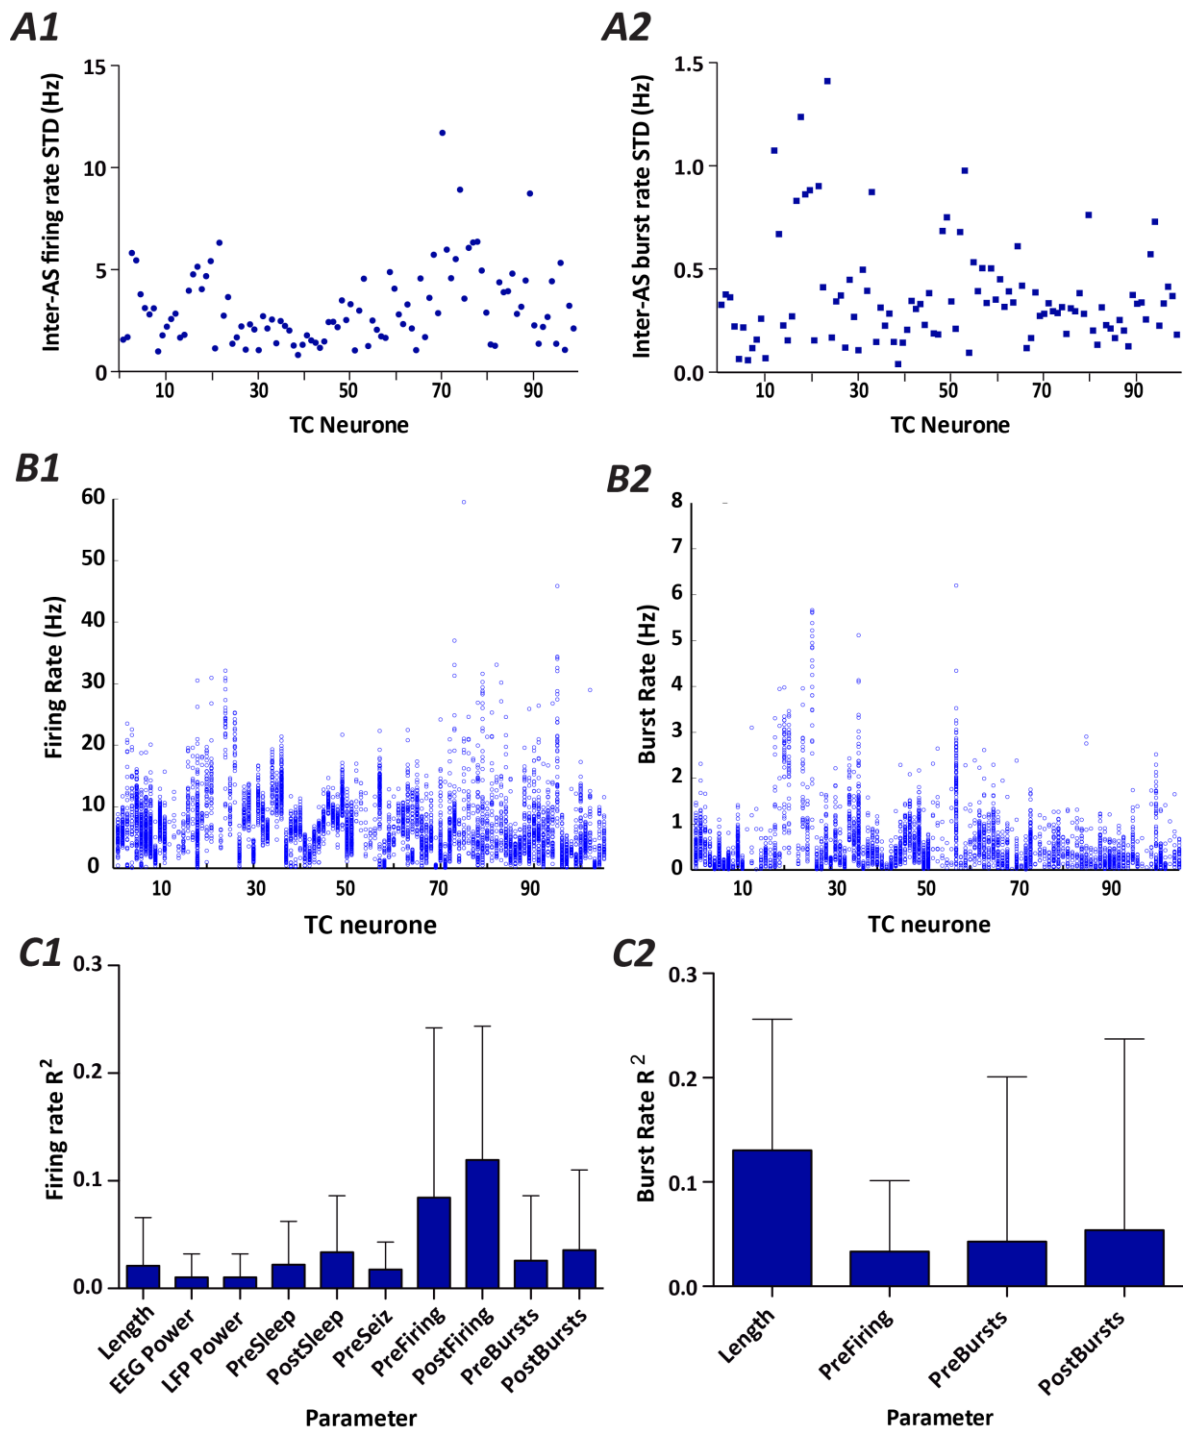 A1
A2
Inter-AS firing rate STD (Hz)
15
10
5
0
10
30
50
70
90
TC Neurone
Inter-AS burst rate STD (Hz)
1.5
1.0
0.5
0.0
10
30
50
70
90
TC Neurone
B1
B2
Firing Rate (Hz)
60
50
40
30
20
10
0
10
30
50
70
90
TC neurone
Burst Rate (Hz)
8
7
6
5
4
3
2
1
0
10
30
50
70
90
TC neurone
C1
C2
Firing rate R²
0.3
0.2
0.1
0.0
Length
EEG Power
LFP Power
PreSleep
PostSleep
PreSeiz
PreFiring
PostFiring
PreBursts
PostBursts
Parameter
Burst Rate R²
0.3
0.2
0.1
0.0
Length
PreFiring
PreBursts
PostBursts
Parameter